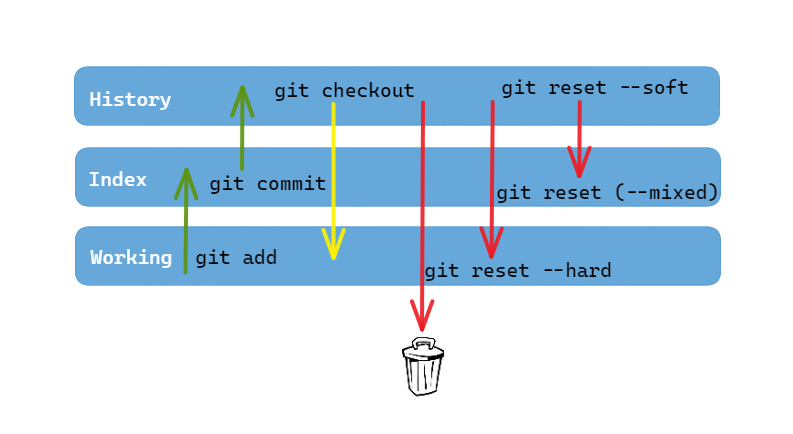 History
git checkout
git reset --soft
Index
git commit
git reset (--mixed)
Working
git add
git reset --hard